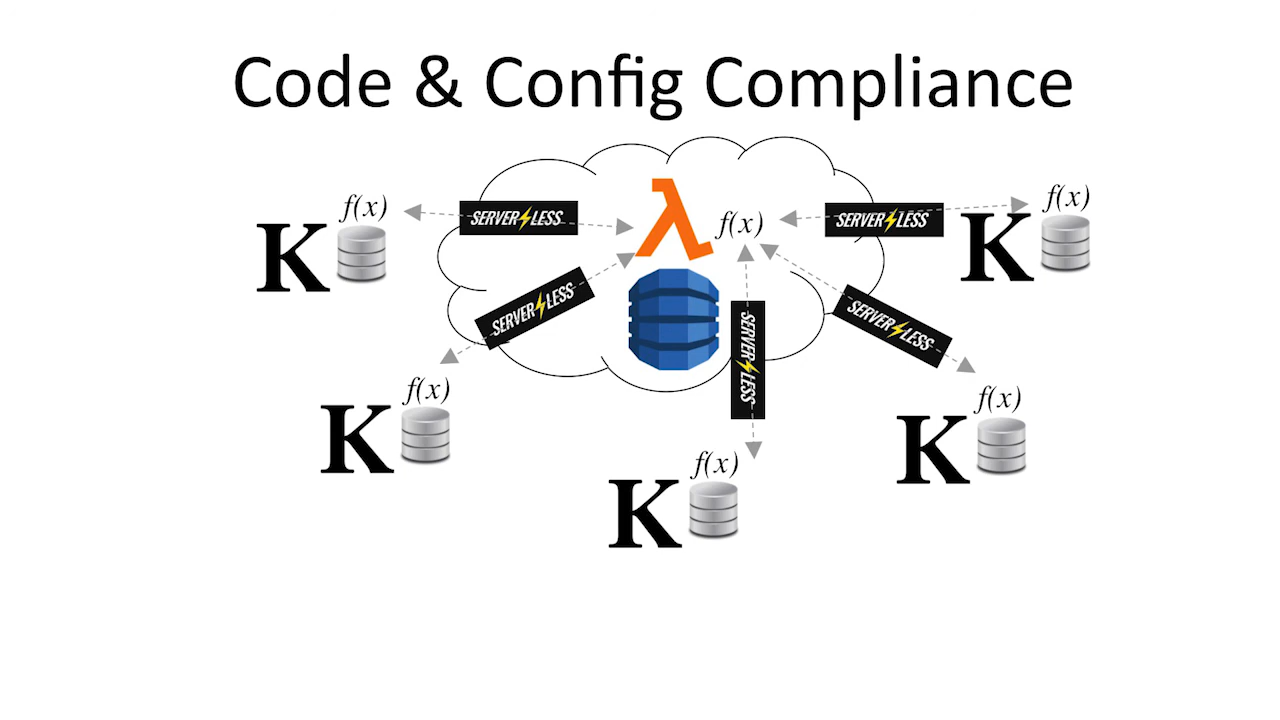 Code & Config Compliance
f(x)
SERVERLESS
λ
f(x)
SERVERLESS
f(x)
K
K
SERVERLESS
SERVERLESS
SERVERLESS
f(x)
K
f(x)
K
f(x)
K